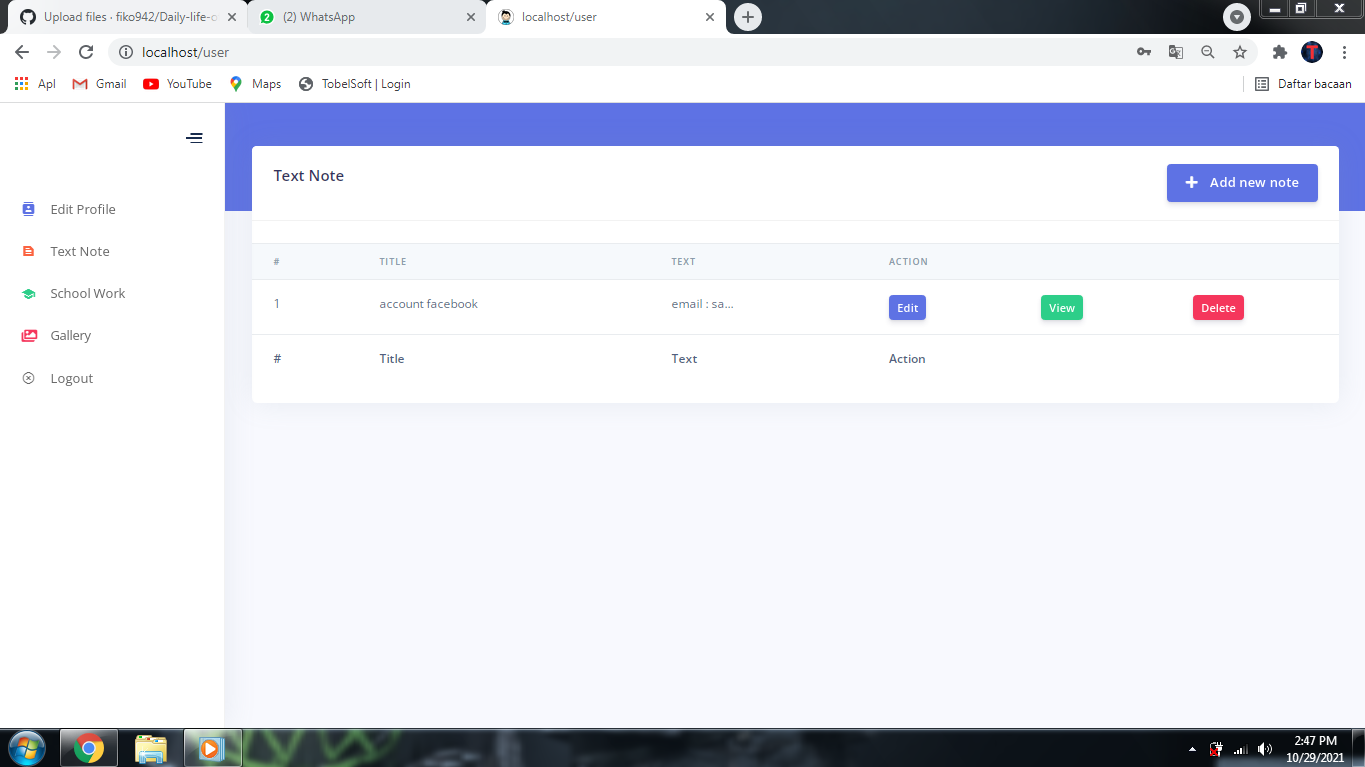 Upload files · fiko942/Daily-life-o
2
(2) WhatsApp
localhost/user
localhost/user
Apl
Gmail
YouTube
Maps
TobelSoft | Login
Daftar bacaan
Text Note
Add new note
Edit Profile
Text Note
School Work
Gallery
Logout
# TITLE TEXT ACTION
1 account facebook email : sa... Edit View Delete
# Title Text Action
2:47 PM
10/29/2021